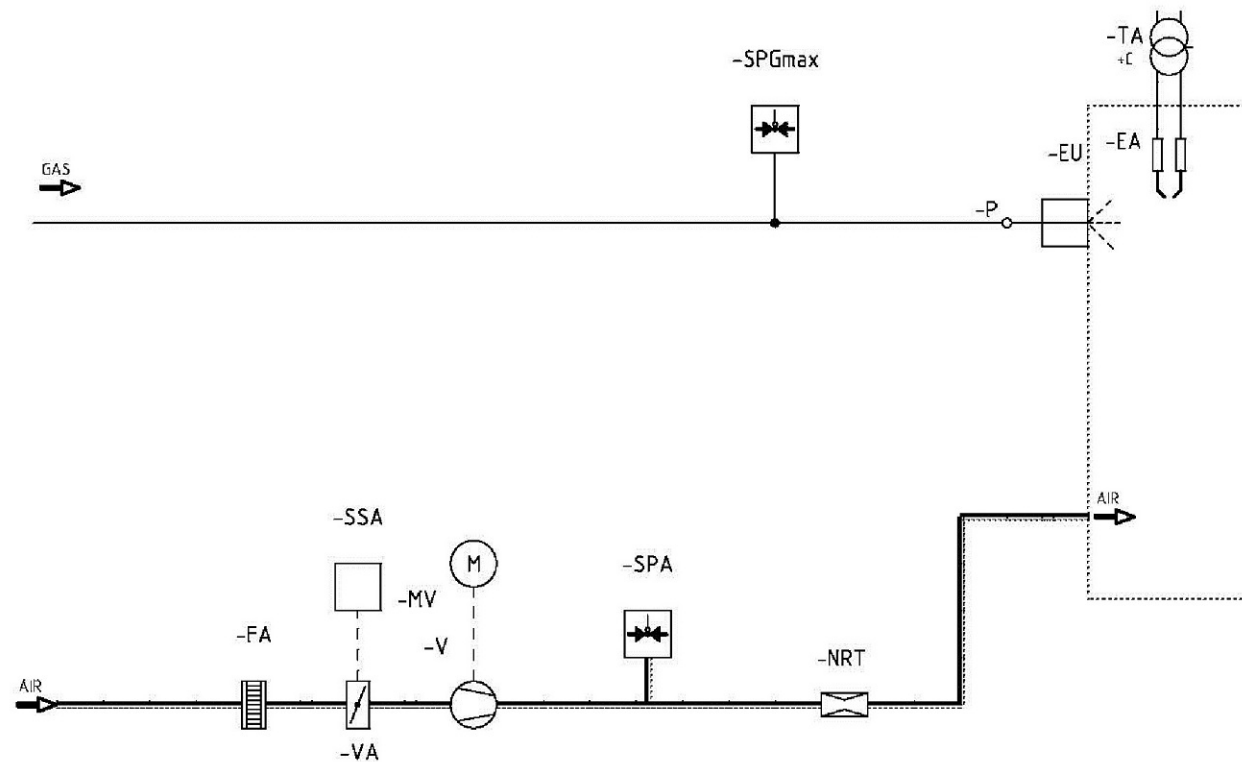 -TA
+C
-SPGmax
-EU
-EA
GAS
-P
AIR
-SSA
M
-SPA
-MV
-FA
-V
-NRT
AIR
-VA